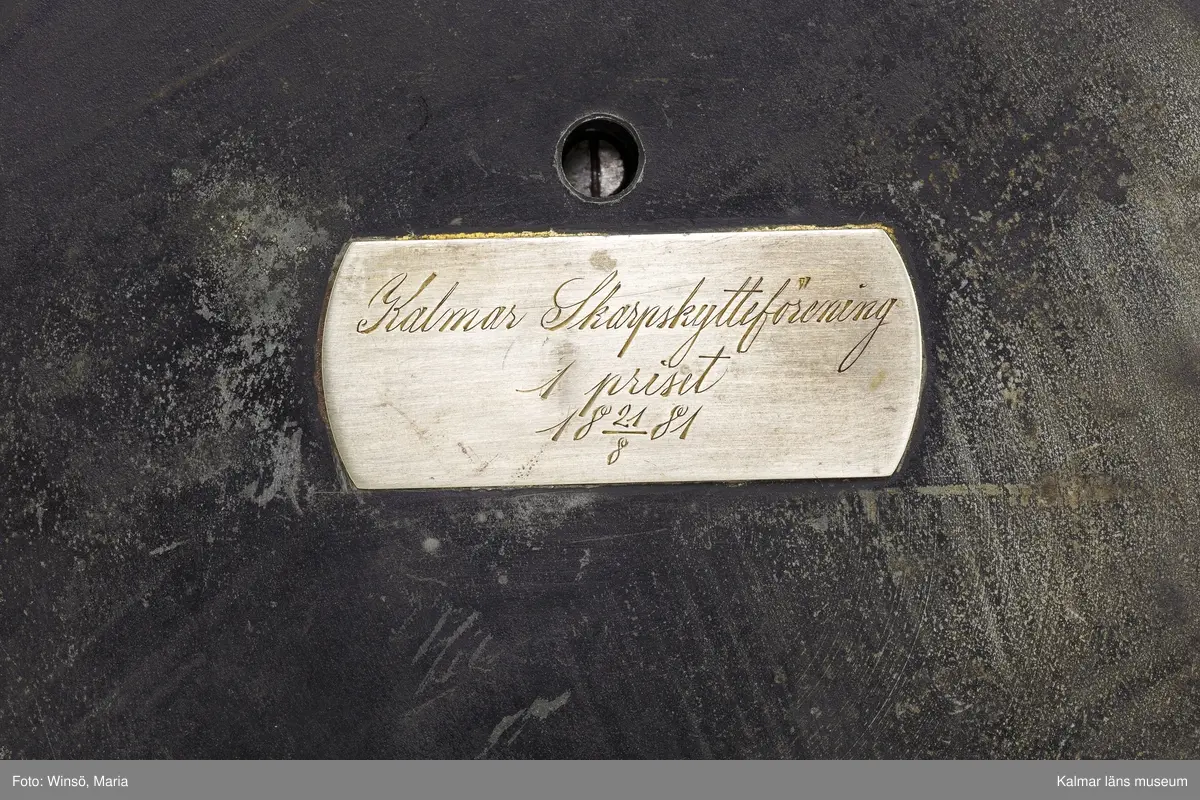 Kalmar Skarpskytteförening
1 priset
18 21/8 81
Foto: Winsö, Maria
Kalmar läns museum